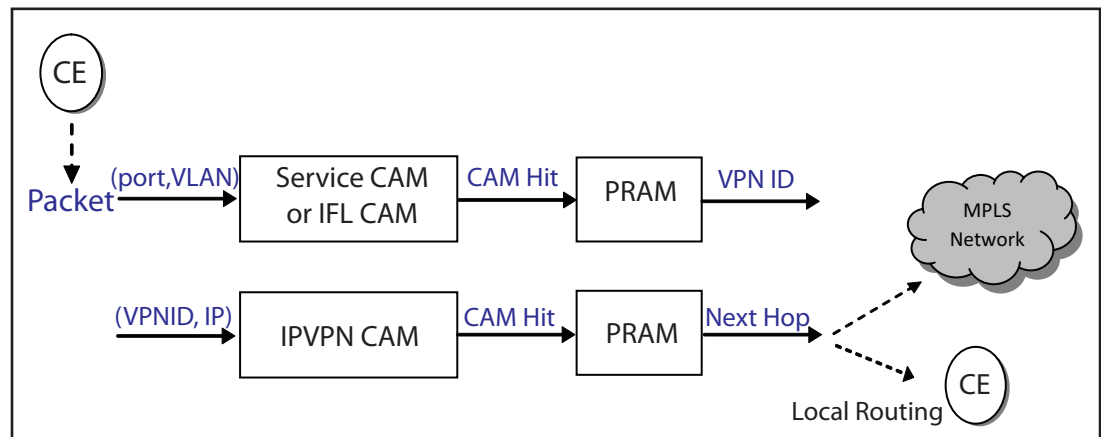 CE
Packet
(port,VLAN)
Service CAM
or IFL CAM
CAM Hit
PRAM
VPN ID
MPLS
Network
(VPNID, IP)
IPVPN CAM
CAM Hit
PRAM
Next Hop
Local Routing
CE